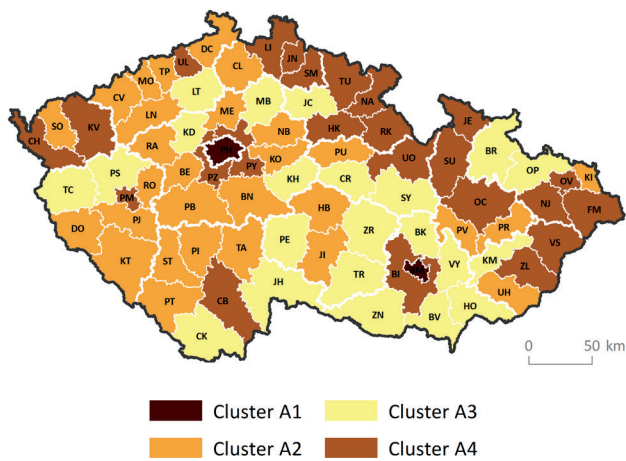 DC
LI
JN
UL
TP
CL
SM
MO
TU
CV
LT
NA
SO
KV
LN
ME
MB
JC
CH
HK
RK
JE
KD
NB
RA
PH
BR
PU
OP
PS
BE
PY
KO
UO
SU
TC
PZ
OV
KI
RO
KH
CR
PM
BN
SY
OC
NJ
FM
PB
HB
PJ
DO
PV
PR
PE
ZR
BK
TA
VS
KT
ST
PI
JI
VY
KM
ZL
TR
BI
JH
UH
PT
CB
HO
ZN
BV
CK
0 50 km
Cluster A1 Cluster A3
Cluster A2 Cluster A4